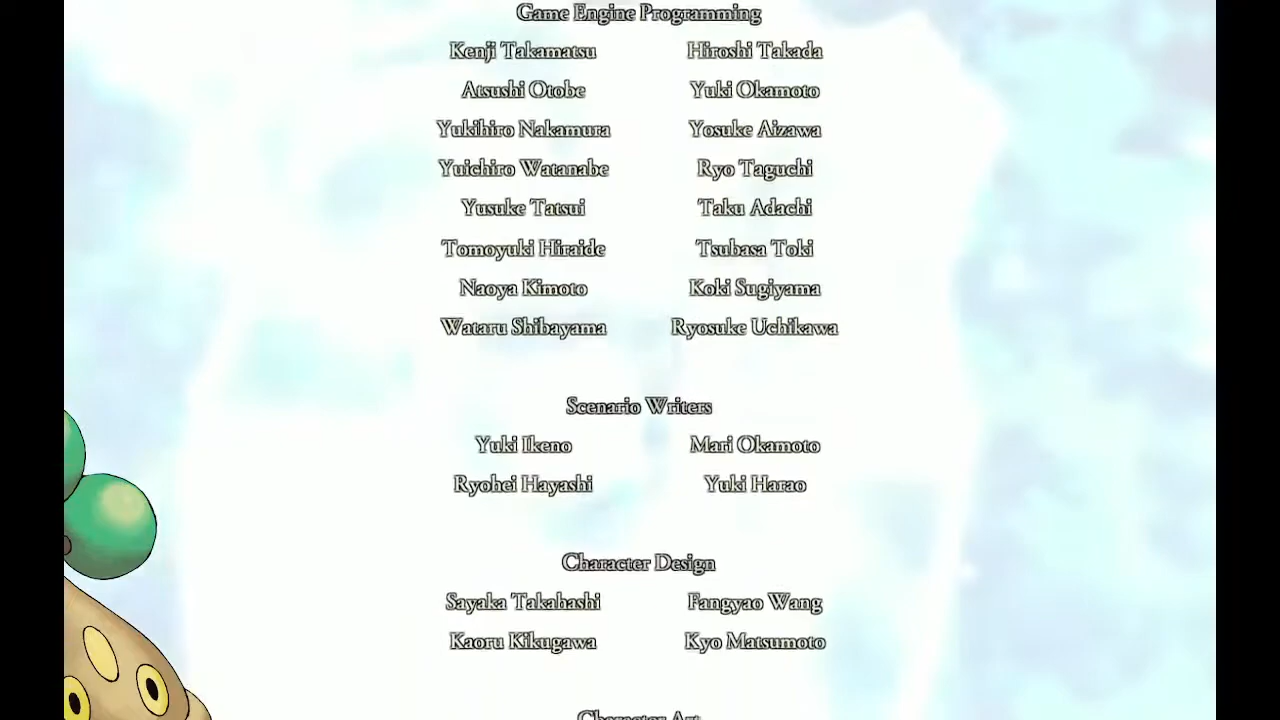 Game Engine Programming
Kenji Takamatsu Hiroshi Takada
Atsushi Otobe Yuki Okamoto
Yukihiro Nakamura Yosuke Aizawa
Yuichiro Watanabe Ryo Taguchi
Yusuke Tatsui Taku Adachi
Tomoyuki Hiraide Tsubasa Toki
Naoya Kimoto Koki Sugiyama
Wataru Shibayama Ryosuke Uchikawa
Scenario Writers
Yuki Ikeno Mari Okamoto
Ryohei Hayashi Yuki Harao
Character Design
Sayaka Takahashi Fangyao Wang
Kaoru Kikugawa Kyo Matsumoto
Character Art